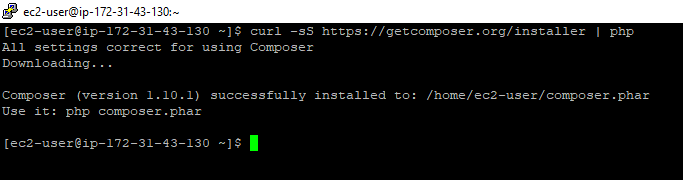 ec2-user@ip-172-31-43-130:~
[ec2-user@ip-172-31-43-130 ~]$ curl -sS https://getcomposer.org/installer | php
All settings correct for using Composer
Downloading...
Composer (version 1.10.1) successfully installed to: /home/ec2-user/composer.phar
Use it: php composer.phar
[ec2-user@ip-172-31-43-130 ~]$